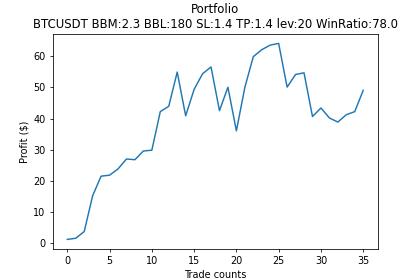 Portfolio
BTCUSDT BBM:2.3 BBL:180 SL:1.4 TP:1.4 lev:20 WinRatio:78.0
60
50
40
30
20
10
0
Profit ($)
0 5 10 15 20 25 30 35
Trade counts